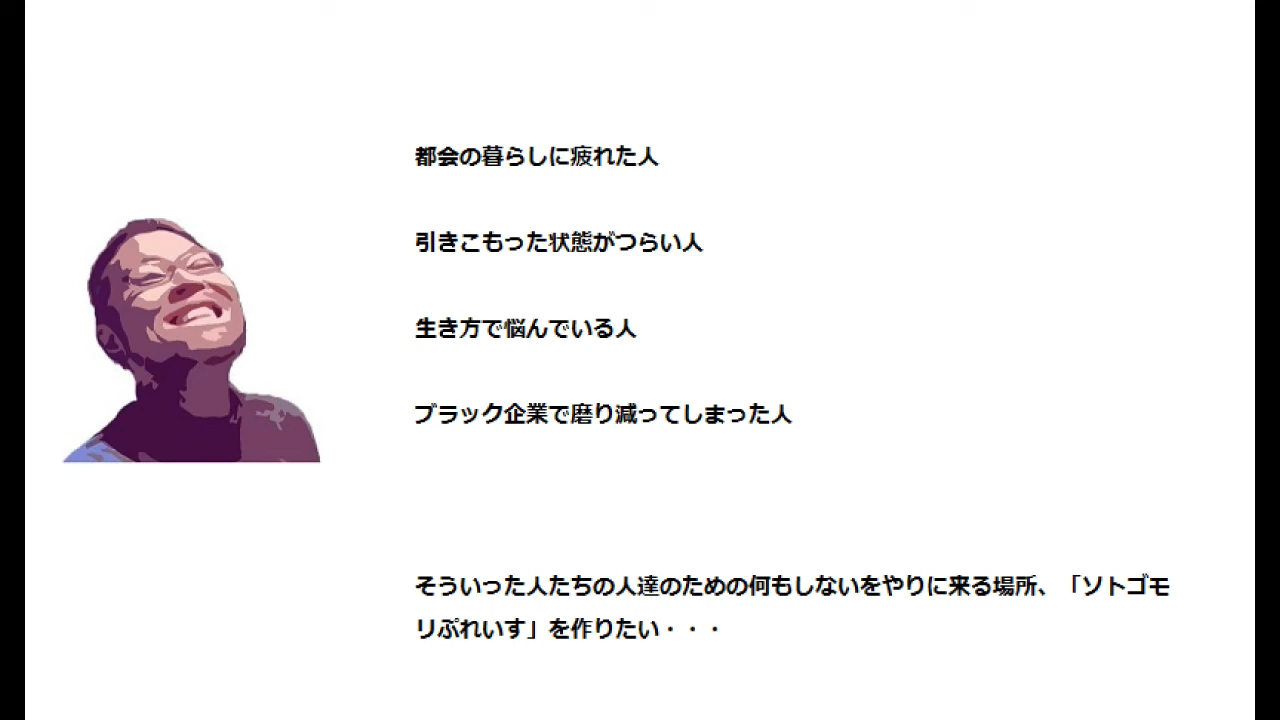 都会の暮らしに疲れた人
引きこもった状態がつらい人
生き方で悩んでいる人
ブラック企業で磨り減ってしまった人
そういった人たちの人達のための何もしないをやりに来る場所、「ソトゴモ
リぷれいす」を作りたい・・・